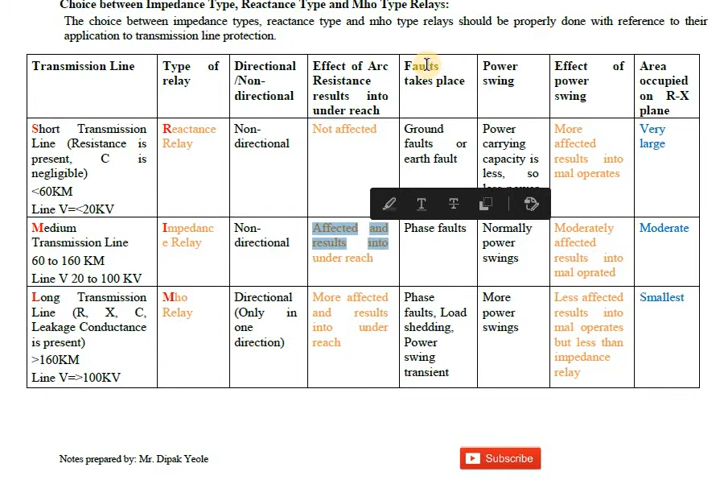 Choice between Impedance Type, Reactance Type and Mho Type Relays:
The choice between impedance types, reactance type and mho type relays should be properly done with reference to their
application to transmission line protection.
Transmission Line
Type of
relay
Directional
/Non-
directional
Effect of Arc
Resistance
results into
under reach
Faults
takes place
Power
swing
Effect of
power
swing
Area
occupied
on R-X
plane
Short Transmission
Line (Resistance is
present, C is
negligible)
<60KM
Line V=<20KV
Reactance
Relay
Non-
directional
Not affected
Ground
faults or
earth fault
Power
carrying
capacity is
less, so
More
affected
results into
mal operates
Very
large
Medium
Transmission Line
60 to 160 KM
Line V 20 to 100 KV
Impedanc
e Relay
Non-
directional
Affected and
results into
under reach
Phase faults
Normally
power
swings
Moderately
affected
results into
mal oprated
Moderate
Long Transmission
Line (R, X, C,
Leakage Conductance
is present)
>160KM
Line V=>100KV
Mho
Relay
Directional
(Only in
one
direction)
More affected
and results
into under
reach
Phase
faults, Load
shedding,
Power
swing
transient
More
power
swings
Less affected
results into
mal operates
but less than
impedance
relay
Smallest
Notes prepared by: Mr. Dipak Yeole
Subscribe